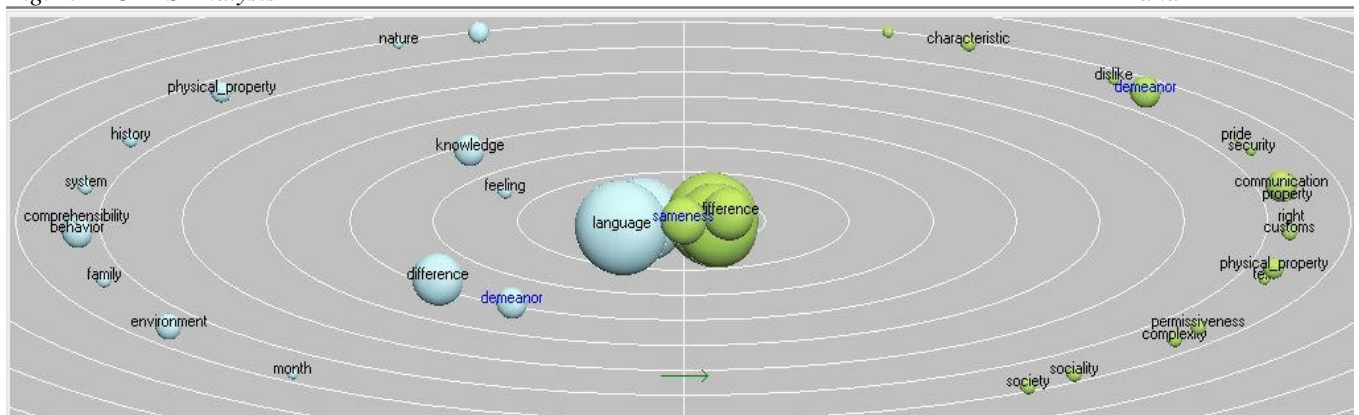 nature
characteristic
physical_property
dislike
demeanor
history
pride
security
knowledge
system
feeling
communication
property
comprehensibility
behavior
language
sameness
difference
right
customs
family
difference
physical_property
demeanor
environment
permissiveness
complexity
month
sociality
society